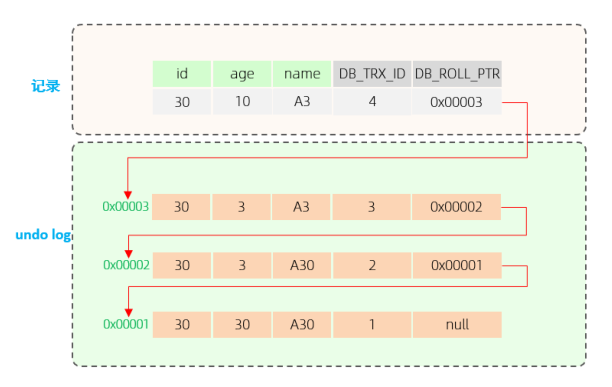 id age name DB_TRX_ID DB_ROLL_PTR
记录
30 10 A3 4 0x00003
0x00003 30 3 A3 3 0x00002
undo log
0x00002 30 3 A30 2 0x00001
0x00001 30 30 A30 1 null